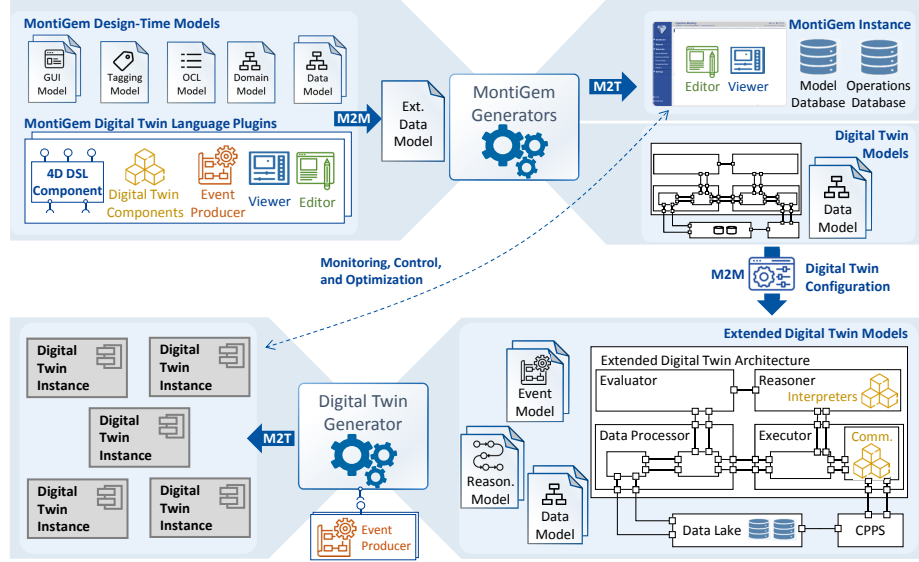 MontiGem Design-Time Models
GUI
Model
Tagging
Model
OCL
Model
Domain
Model
Data
Model
MontiGem Digital Twin Language Plugins
4D DSL
Component
Digital Twin
Components
Event
Producer
Viewer
Editor
M2M
Ext.
Data
Model
MontiGem
Generators
M2T
MontiGem Instance
Editor
Viewer
Model
Database
Operations
Database
Digital Twin
Models
Data
Model
Monitoring, Control,
and Optimization
M2M
Digital Twin
Configuration
Digital
Twin
Instance
Digital
Twin
Instance
Digital
Twin
Instance
Digital
Twin
Instance
Digital
Twin
Instance
M2T
Digital Twin
Generator
Event
Producer
Extended Digital Twin Models
Event
Model
Reason.
Model
Data
Model
Extended Digital Twin Architecture
Evaluator
Reasoner
Interpreters
Data Processor
Executor
Comm.
Data Lake
CPPS